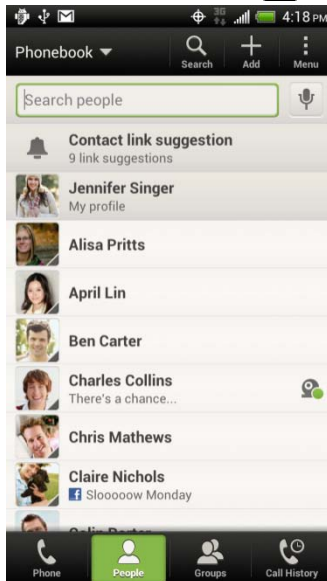 3G
4:18 PM
Phonebook
Search
Add
Menu
Search people
Contact link suggestion
9 link suggestions
Jennifer Singer
My profile
Alisa Pritts
April Lin
Ben Carter
Charles Collins
There's a chance...
Chris Mathews
Claire Nichols
Slooooow Monday
Phone
People
Groups
Call History